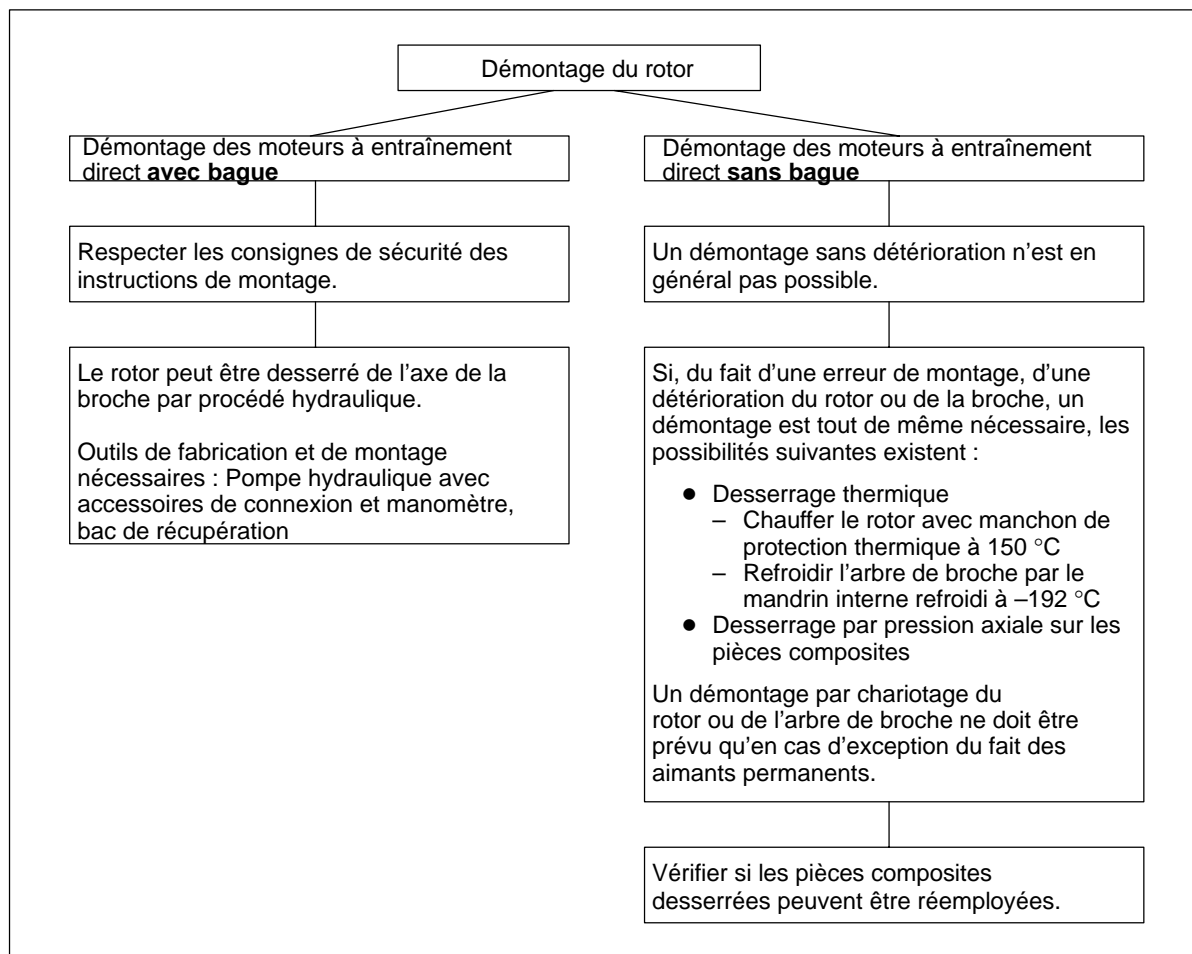 Démontage du rotor
Démontage des moteurs à entraînement
direct avec bague
Respecter les consignes de sécurité des
instructions de montage.
Le rotor peut être desserré de l’axe de la
broche par procédé hydraulique.
Outils de fabrication et de montage
nécessaires : Pompe hydraulique avec
accessoires de connexion et manomètre,
bac de récupération
Démontage des moteurs à entraînement
direct sans bague
Un démontage sans détérioration n’est en
général pas possible.
Si, du fait d’une erreur de montage, d’une
détérioration du rotor ou de la broche, un
démontage est tout de même nécessaire, les
possibilités suivantes existent :
● Desserrage thermique
– Chauffer le rotor avec manchon de
protection thermique à 150 °C
– Refroidir l’arbre de broche par le
mandrin interne refroidi à –192 °C
● Desserrage par pression axiale sur les
pièces composites
Un démontage par chariotage du
rotor ou de l’arbre de broche ne doit être
prévu qu’en cas d’exception du fait des
aimants permanents.
Vérifier si les pièces composites
desserrées peuvent être réemployées.